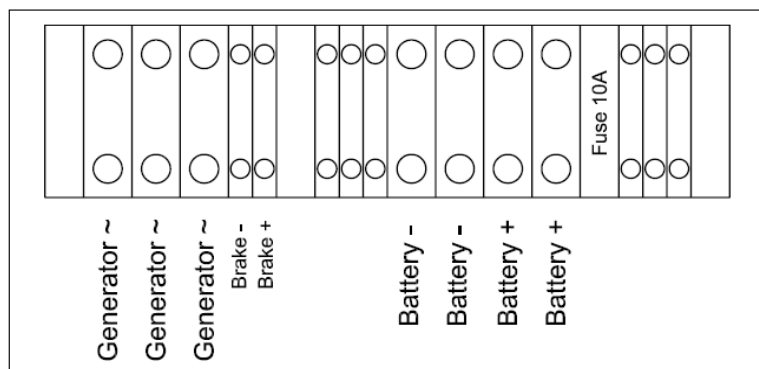 Generator ~
Generator ~
Generator ~
Brake -
Brake +
Battery -
Battery -
Battery +
Battery +
Fuse 10A